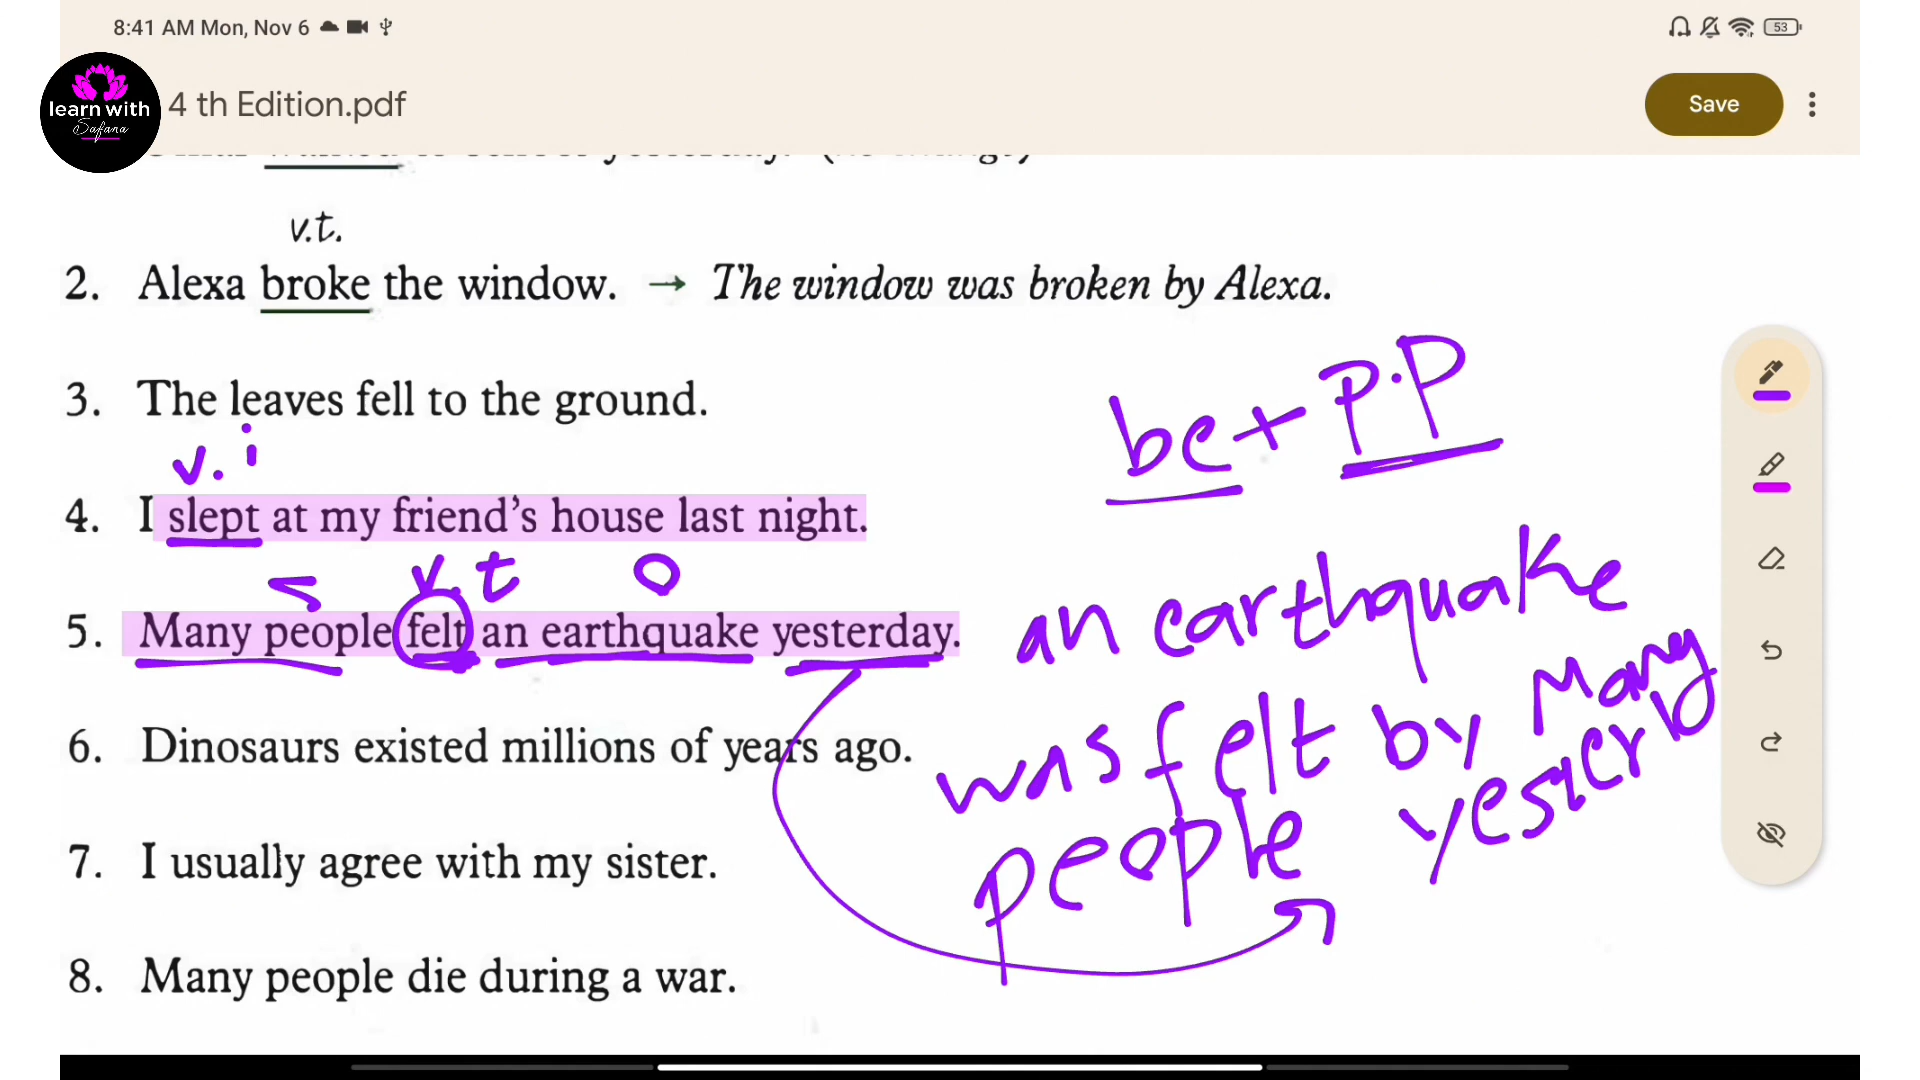 8:41 AM Mon, Nov 6
53
learn with
Safana
4 th Edition.pdf
Save
v.t.
2. Alexa broke the window. → The window was broken by Alexa.
be + P.P
3. The leaves fell to the ground.
v. i
4. I slept at my friend's house last night.
S v. t O
5. Many people felt an earthquake yesterday.
an earthquake
was felt by Many
people
6. Dinosaurs existed millions of years ago.
7. I usually agree with my sister.
8. Many people die during a war.